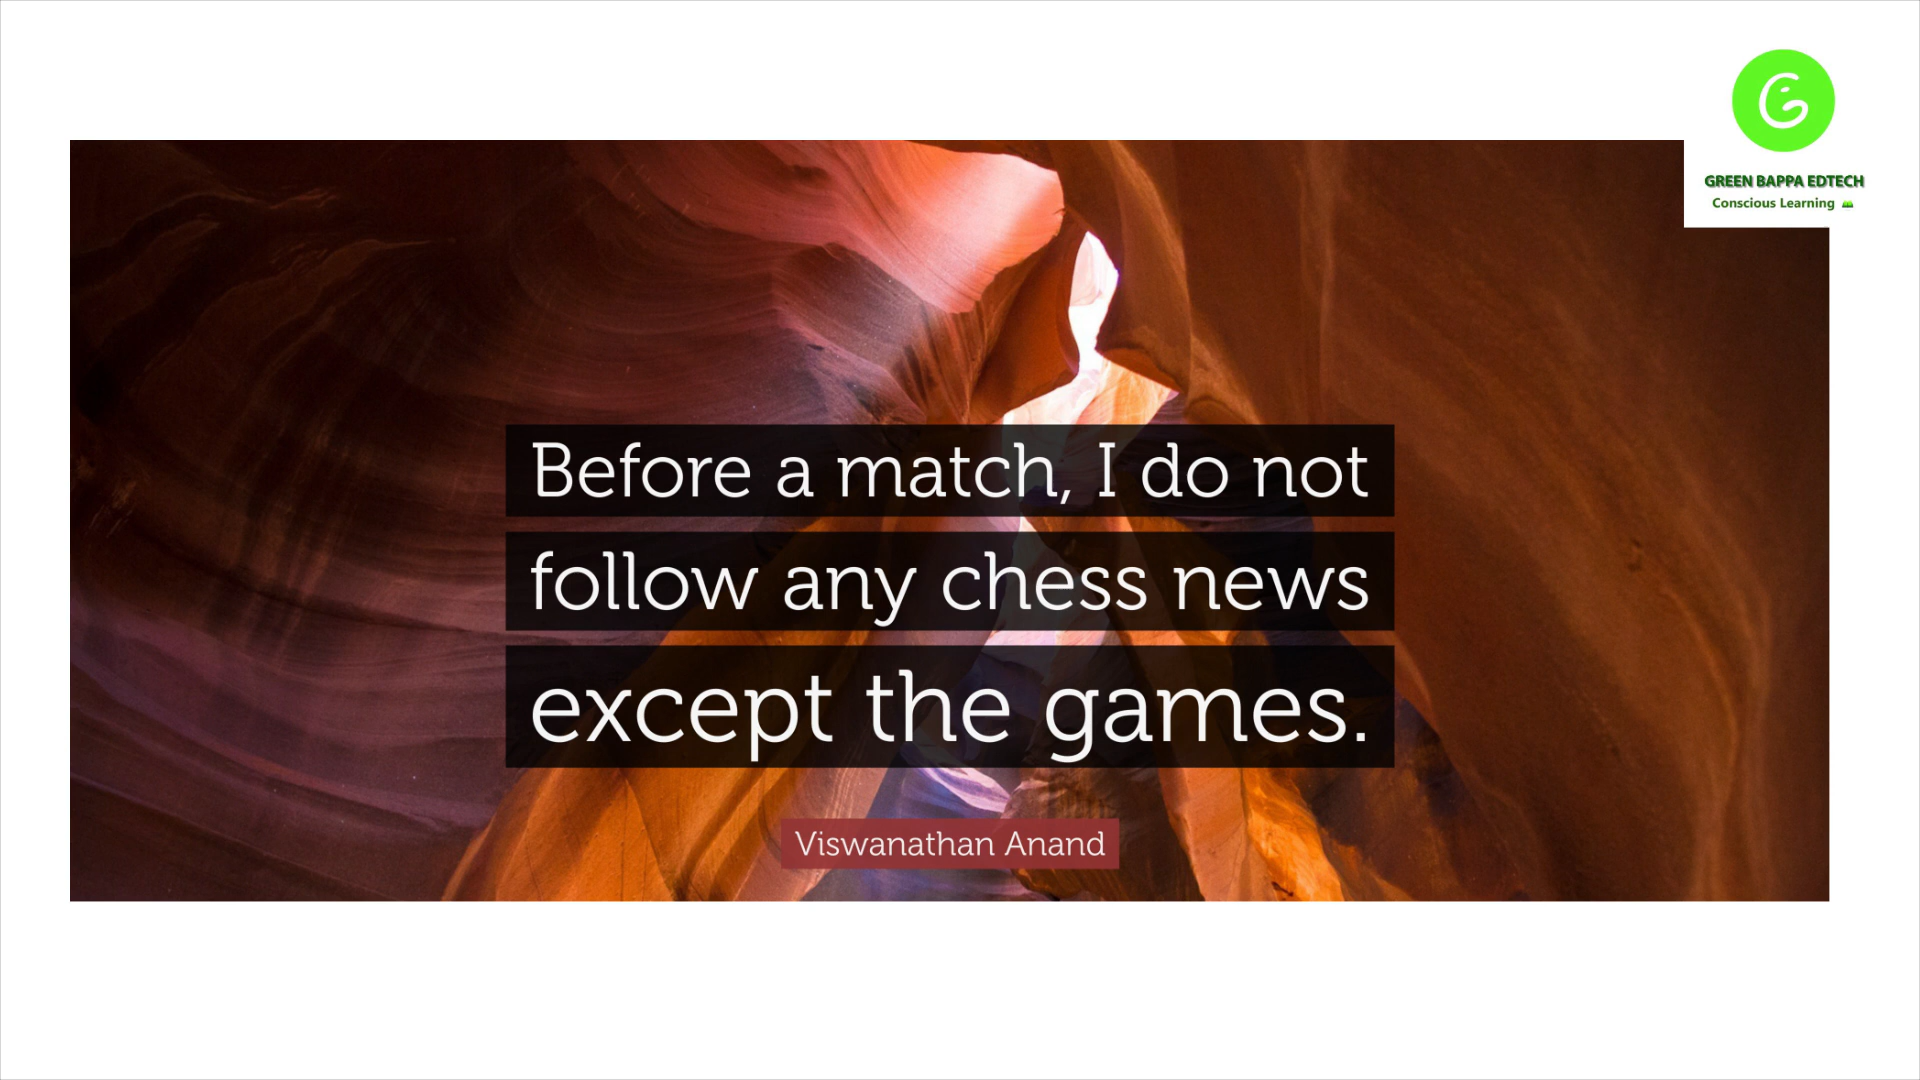 GREEN BAPPA EDTECH
Conscious Learning
Before a match, I do not
follow any chess news
except the games.
Viswanathan Anand